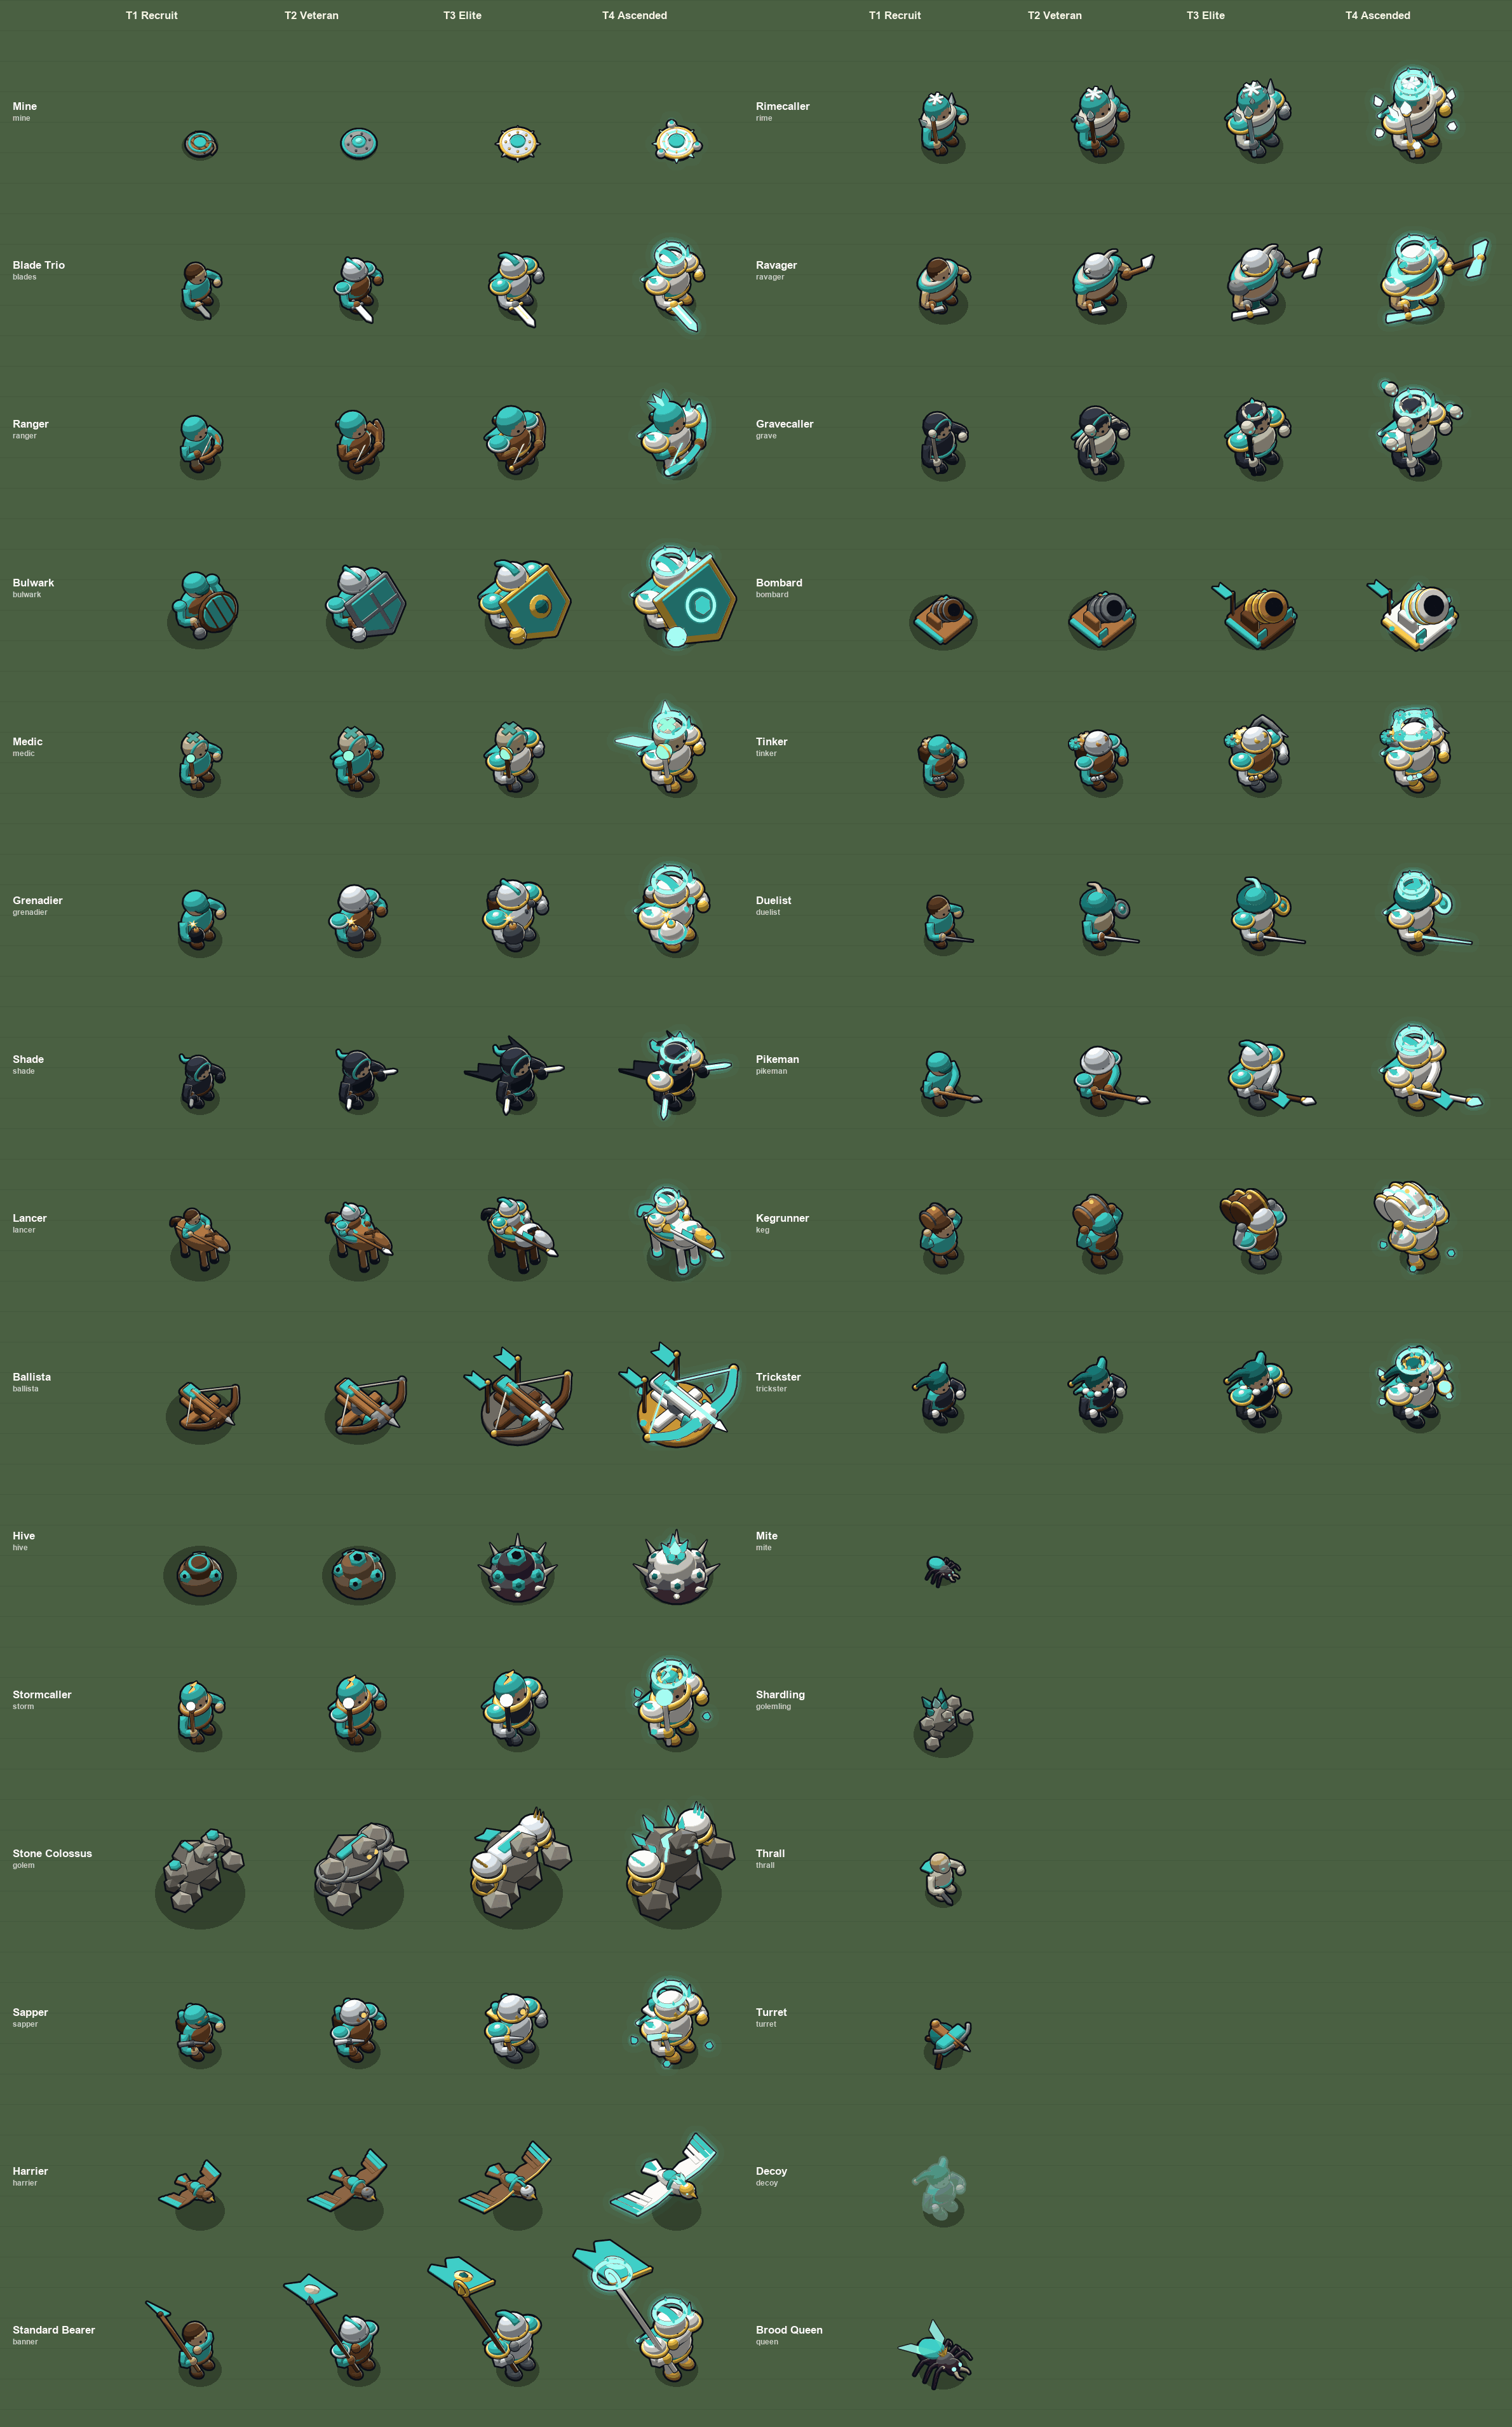 T1 Recruit T2 Veteran T3 Elite T4 Ascended T1 Recruit T2 Veteran T3 Elite T4 Ascended
Mine
mine
Rimecaller
rime
Blade Trio
blades
Ravager
ravager
Ranger
ranger
Gravecaller
grave
Bulwark
bulwark
Bombard
bombard
Medic
medic
Tinker
tinker
Grenadier
grenadier
Duelist
duelist
Shade
shade
Pikeman
pikeman
Lancer
lancer
Kegrunner
keg
Ballista
ballista
Trickster
trickster
Hive
hive
Mite
mite
Stormcaller
storm
Shardling
golemling
Stone Colossus
golem
Thrall
thrall
Sapper
sapper
Turret
turret
Harrier
harrier
Decoy
decoy
Standard Bearer
banner
Brood Queen
queen